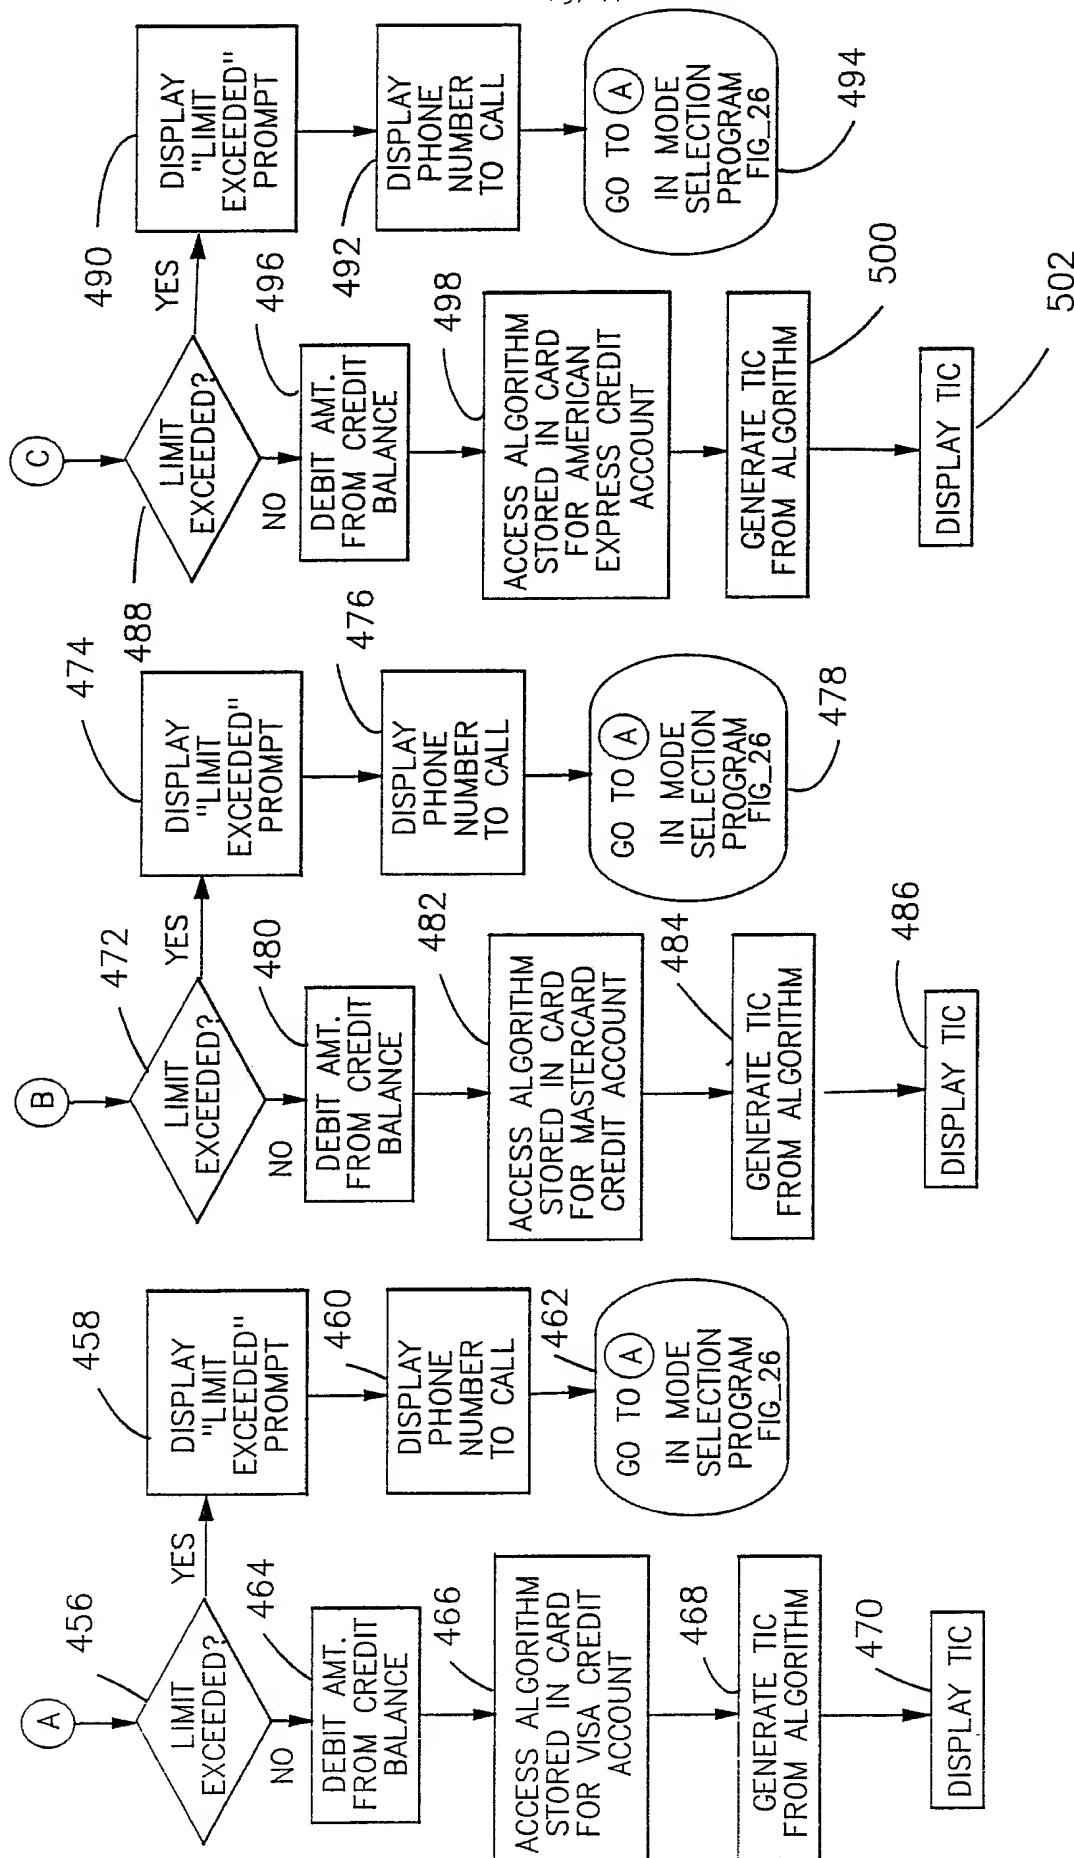 A
456
LIMIT
EXCEEDED?
YES
458
DISPLAY
"LIMIT
EXCEEDED"
PROMPT
460
DISPLAY
PHONE
NUMBER
TO CALL
462
GO TO A
IN MODE
SELECTION
PROGRAM
FIG_26
NO
464
DEBIT AMT.
FROM CREDIT
BALANCE
466
ACCESS ALGORITHM
STORED IN CARD
FOR VISA CREDIT
ACCOUNT
468
GENERATE TIC
FROM ALGORITHM
470
DISPLAY TIC
B
472
LIMIT
EXCEEDED?
YES
474
DISPLAY
"LIMIT
EXCEEDED"
PROMPT
476
DISPLAY
PHONE
NUMBER
TO CALL
GO TO A
IN MODE
SELECTION
PROGRAM
FIG_26
478
NO
480
DEBIT AMT.
FROM CREDIT
BALANCE
482
ACCESS ALGORITHM
STORED IN CARD
FOR MASTERCARD
CREDIT ACCOUNT
484
GENERATE TIC
FROM ALGORITHM
486
DISPLAY TIC
C
488
LIMIT
EXCEEDED?
YES
490
DISPLAY
"LIMIT
EXCEEDED"
PROMPT
492
DISPLAY
PHONE
NUMBER
TO CALL
GO TO A
IN MODE
SELECTION
PROGRAM
FIG_26
494
NO
496
DEBIT AMT.
FROM CREDIT
BALANCE
498
ACCESS ALGORITHM
STORED IN CARD
FOR AMERICAN
EXPRESS CREDIT
ACCOUNT
500
GENERATE TIC
FROM ALGORITHM
502
DISPLAY TIC